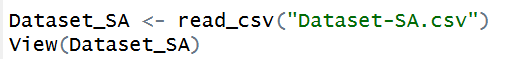 Dataset_SA <- read_csv("Dataset-SA.csv")
View(Dataset_SA)